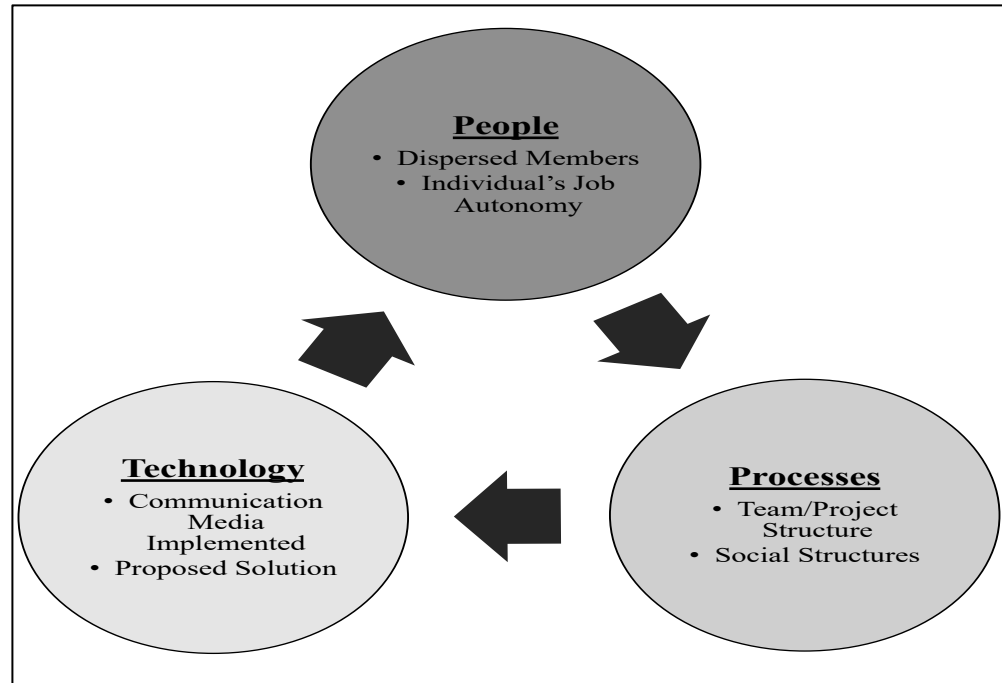 People
• Dispersed Members
• Individual’s Job
Autonomy
Technology
• Communication
Media
Implemented
• Proposed Solution
Processes
• Team/Project
Structure
• Social Structures